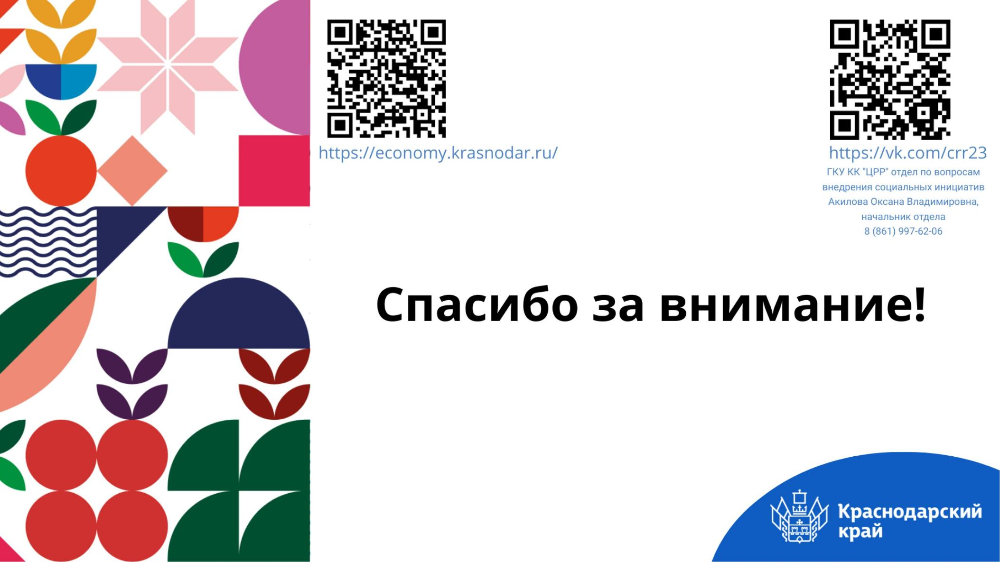 https://economy.krasnodar.ru/
https://vk.com/crr23
ГКУ КК "ЦРР" отдел по вопросам
внедрения социальных инициатив
Акилова Оксана Владимировна,
начальник отдела
8 (861) 997-62-06
Спасибо за внимание!
Краснодарский
край